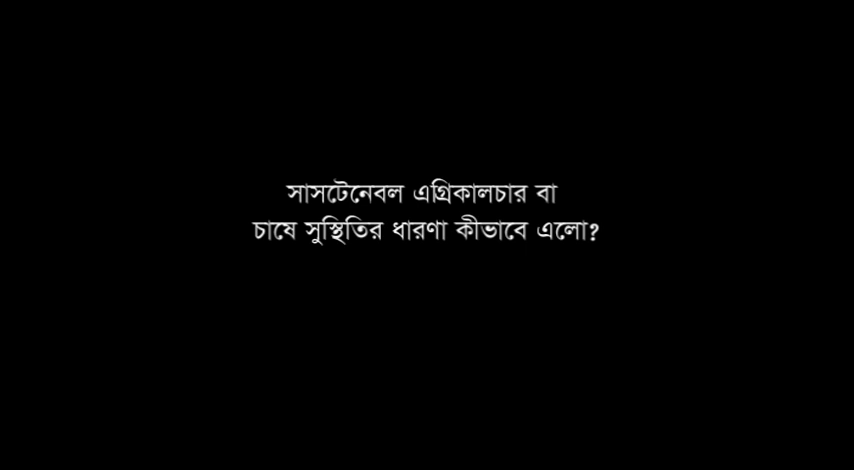 সাসটেনেবল এগ্রিকালচার বা
চাষে সুস্থিতির ধারণা কীভাবে এলো?